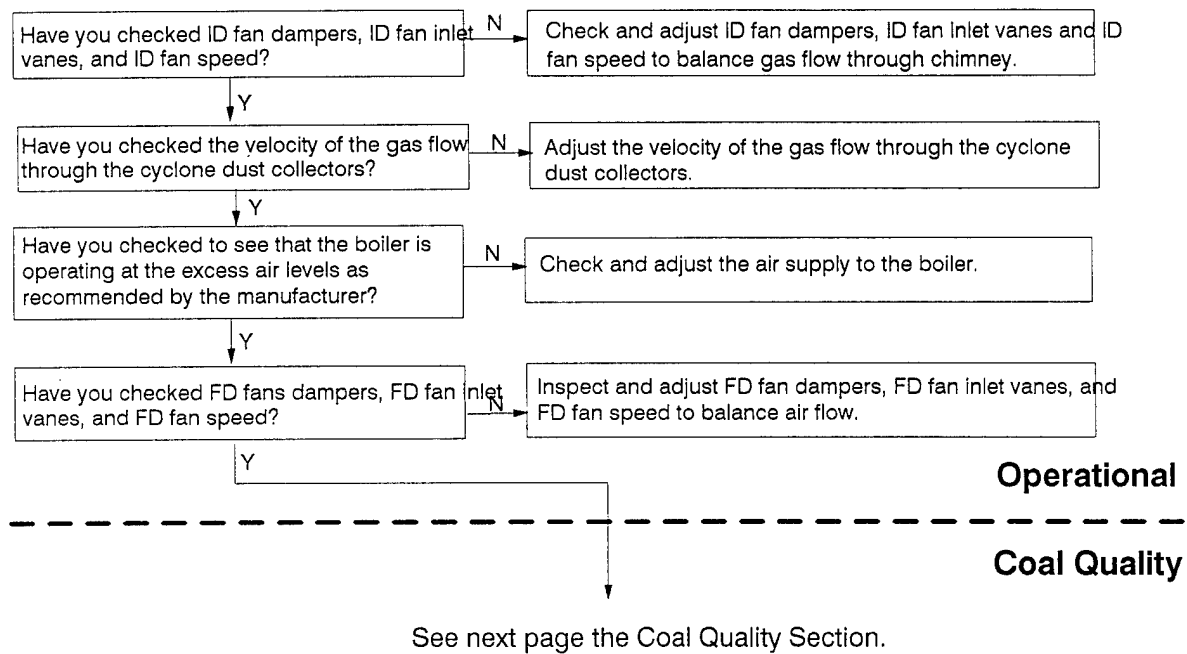 Have you checked ID fan dampers, ID fan inlet
vanes, and ID fan speed?
N
Check and adjust ID fan dampers, ID fan inlet vanes and ID
fan speed to balance gas flow through chimney.
Y
Have you checked the velocity of the gas flow
through the cyclone dust collectors?
N
Adjust the velocity of the gas flow through the cyclone
dust collectors.
Y
Have you checked to see that the boiler is
operating at the excess air levels as
recommended by the manufacturer?
N
Check and adjust the air supply to the boiler.
Y
Have you checked FD fans dampers, FD fan inlet
vanes, and FD fan speed?
N
Inspect and adjust FD fan dampers, FD fan inlet vanes, and
FD fan speed to balance air flow.
Y
Operational
Coal Quality
See next page the Coal Quality Section.